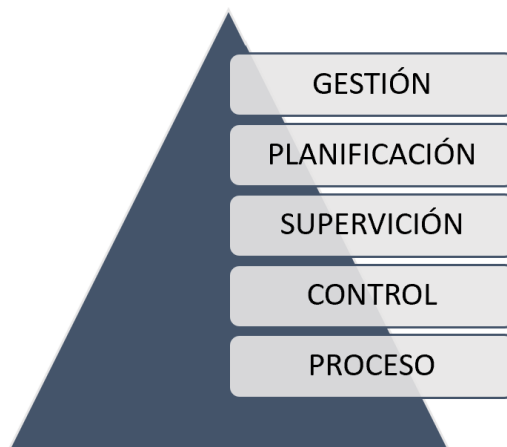 GESTIÓN
PLANIFICACIÓN
SUPERVICIÓN
CONTROL
PROCESO